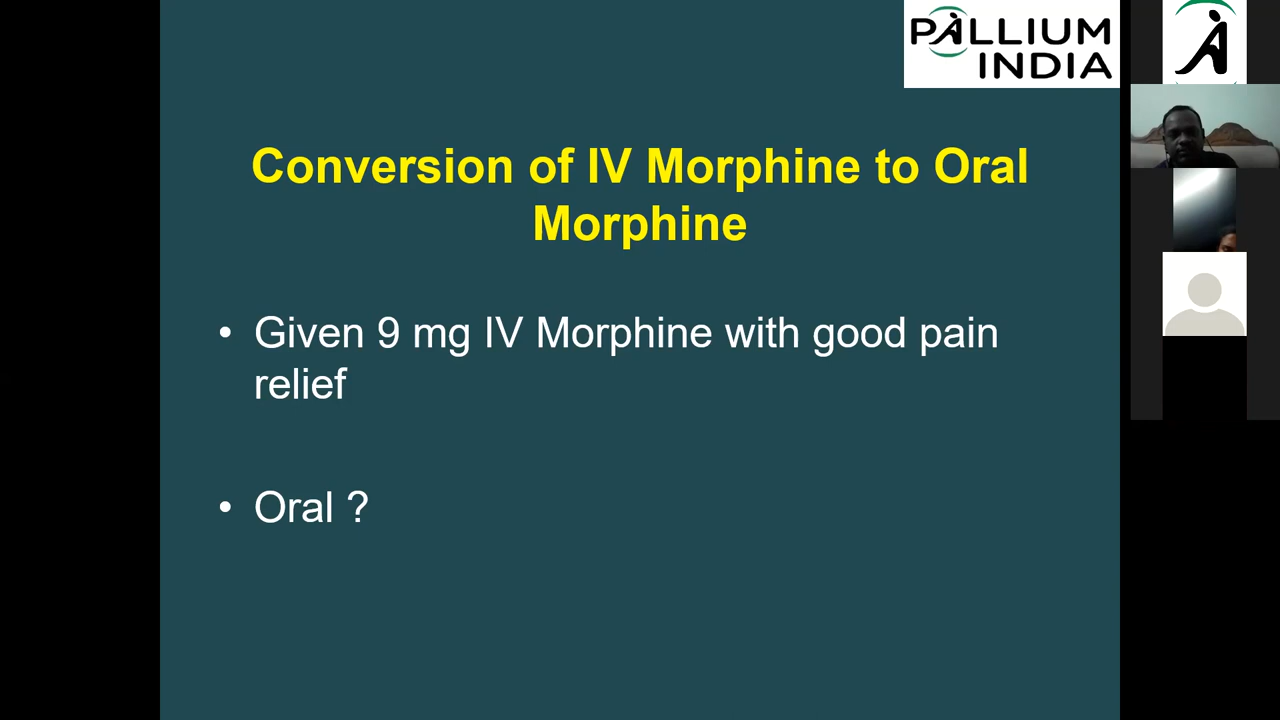 PALLIUM
INDIA
Conversion of IV Morphine to Oral
Morphine
• Given 9 mg IV Morphine with good pain
relief
• Oral ?